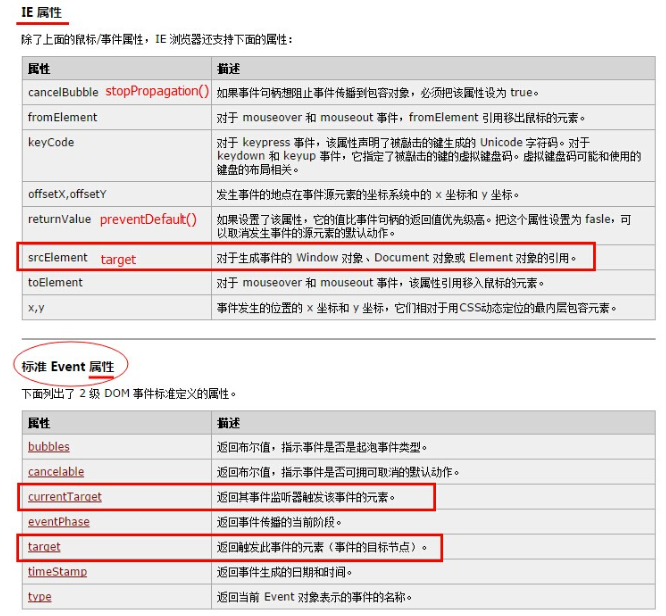 IE 属性
除了上面的鼠标/事件属性，IE 浏览器还支持下面的属性：
属性 描述
cancelBubble stopPropagation() 如果事件句柄想阻止事件传播到包容对象，必须把该属性设为 true。
fromElement 对于 mouseover 和 mouseout 事件，fromElement 引用移出鼠标的元素。
keyCode 对于 keypress 事件，该属性声明了被敲击的键生成的 Unicode 字符码。对于
keydown 和 keyup 事件，它指定了被敲击的键的虚拟键盘码。虚拟键盘码可能和使用的
键盘的布局相关。
offsetX,offsetY 发生事件的地点在事件源元素的坐标系统中的 x 坐标和 y 坐标。
returnValue preventDefault() 如果设置了该属性，它的值比事件句柄的返回值优先级高。把这个属性设置为 fasle，可
以取消发生事件的源元素的默认动作。
srcElement target 对于生成事件的 Window 对象、Document 对象或 Element 对象的引用。
toElement 对于 mouseover 和 mouseout 事件，该属性引用移入鼠标的元素。
x,y 事件发生的位置的 x 坐标和 y 坐标，它们相对于用CSS动态定位的最内层包容元素。
标准 Event 属性
下面列出了 2 级 DOM 事件标准定义的属性。
属性 描述
bubbles 返回布尔值，指示事件是否是起泡事件类型。
cancelable 返回布尔值，指示事件是否可拥可取消的默认动作。
currentTarget 返回其事件监听器触发该事件的元素。
eventPhase 返回事件传播的当前阶段。
target 返回触发此事件的元素（事件的目标节点）。
timeStamp 返回事件生成的日期和时间。
type 返回当前 Event 对象表示的事件的名称。